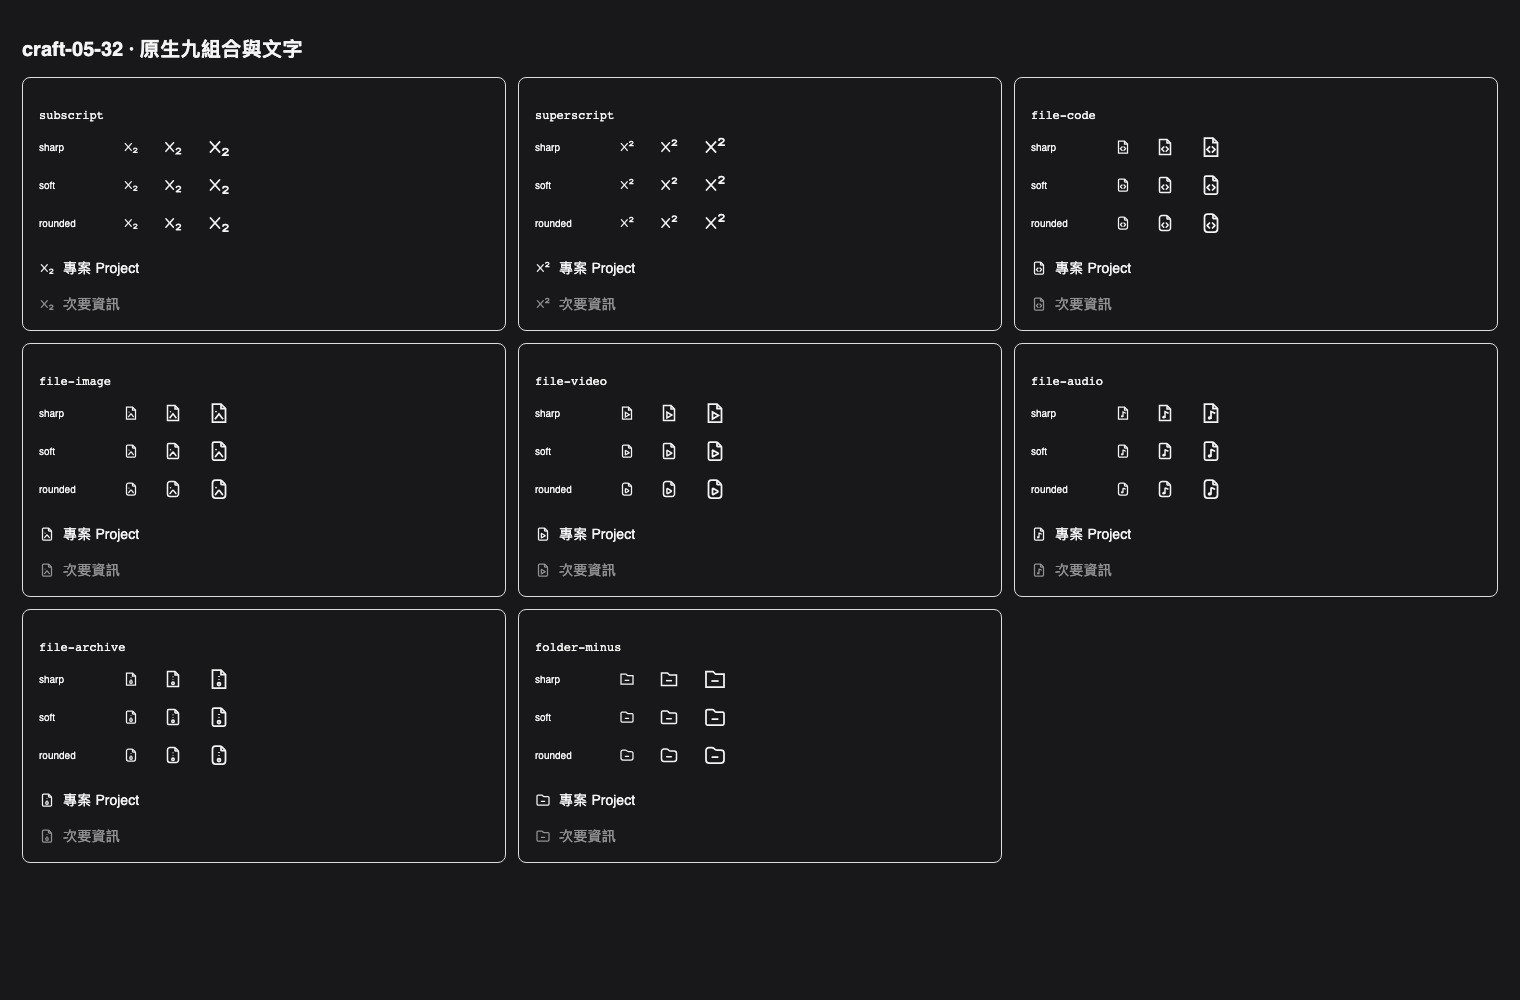 craft-05-32 · 原生九組合與文字
subscript
sharp
soft
rounded
專案 Project
次要資訊
superscript
sharp
soft
rounded
專案 Project
次要資訊
file-code
sharp
soft
rounded
專案 Project
次要資訊
file-image
sharp
soft
rounded
專案 Project
次要資訊
file-video
sharp
soft
rounded
專案 Project
次要資訊
file-audio
sharp
soft
rounded
專案 Project
次要資訊
file-archive
sharp
soft
rounded
專案 Project
次要資訊
folder-minus
sharp
soft
rounded
專案 Project
次要資訊